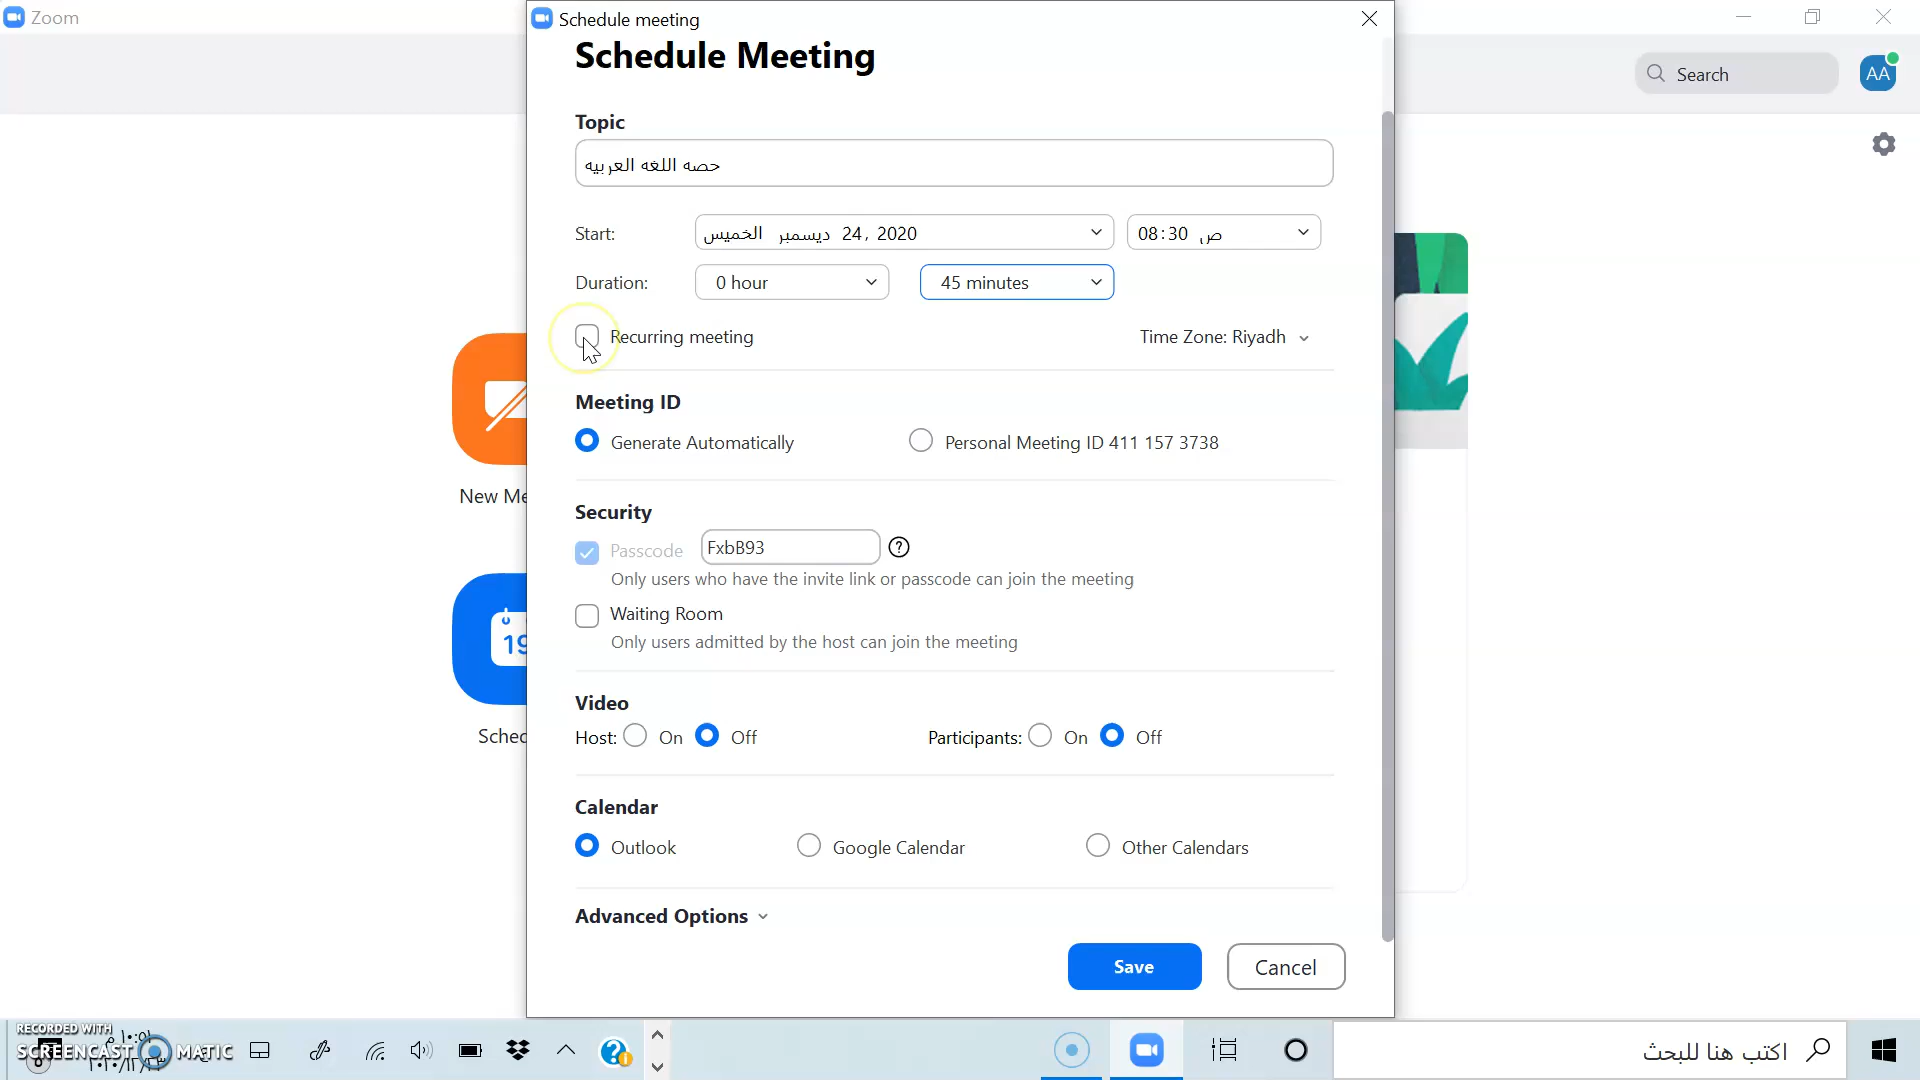 Zoom
Schedule meeting
Schedule Meeting
Search
AA
Topic
حصه اللغه العربيه
Start:
الخميس ديسمبر 24, 2020
08:30 ص
Duration:
0 hour
45 minutes
Recurring meeting
Time Zone: Riyadh
Meeting ID
Generate Automatically
Personal Meeting ID 411 157 3738
New Me
Security
Passcode
FxbB93
Only users who have the invite link or passcode can join the meeting
Waiting Room
Only users admitted by the host can join the meeting
19
Sched
Video
Host:
On
Off
Participants:
On
Off
Calendar
Outlook
Google Calendar
Other Calendars
Advanced Options
Save
Cancel
RECORDED WITH
SCREENCAST MATIC
١٠:٥١ م
اكتب هنا للبحث